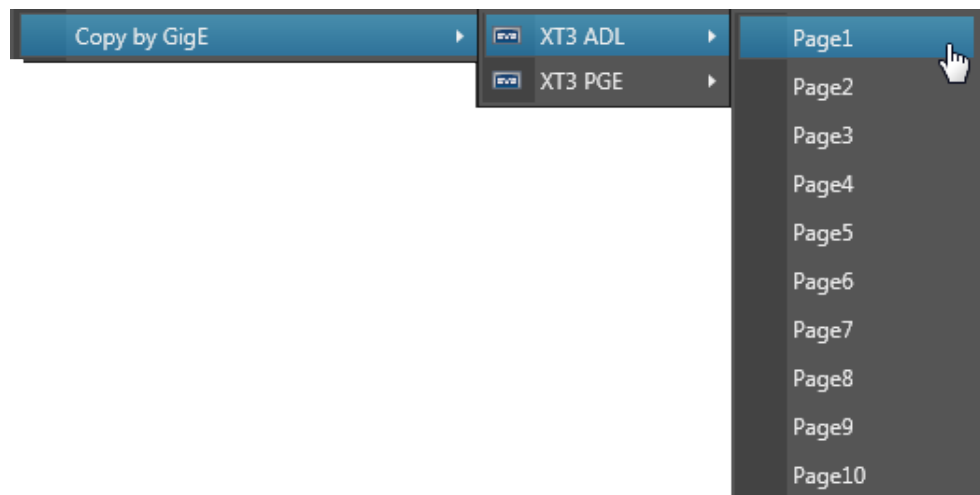 Copy by GigE
XT3 ADL
XT3 PGE
Page1
Page2
Page3
Page4
Page5
Page6
Page7
Page8
Page9
Page10